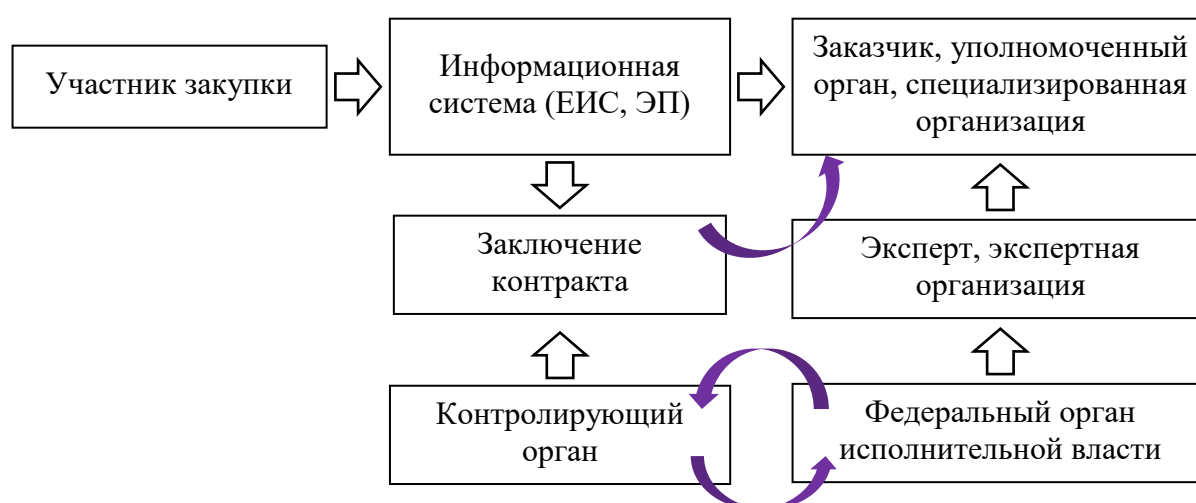 Участник закупки
Информационная
система (ЕИС, ЭП)
Заказчик, уполномоченный
орган, специализированная
организация
Заключение
контракта
Эксперт, экспертная
организация
Контролирующий
орган
Федеральный орган
исполнительной власти